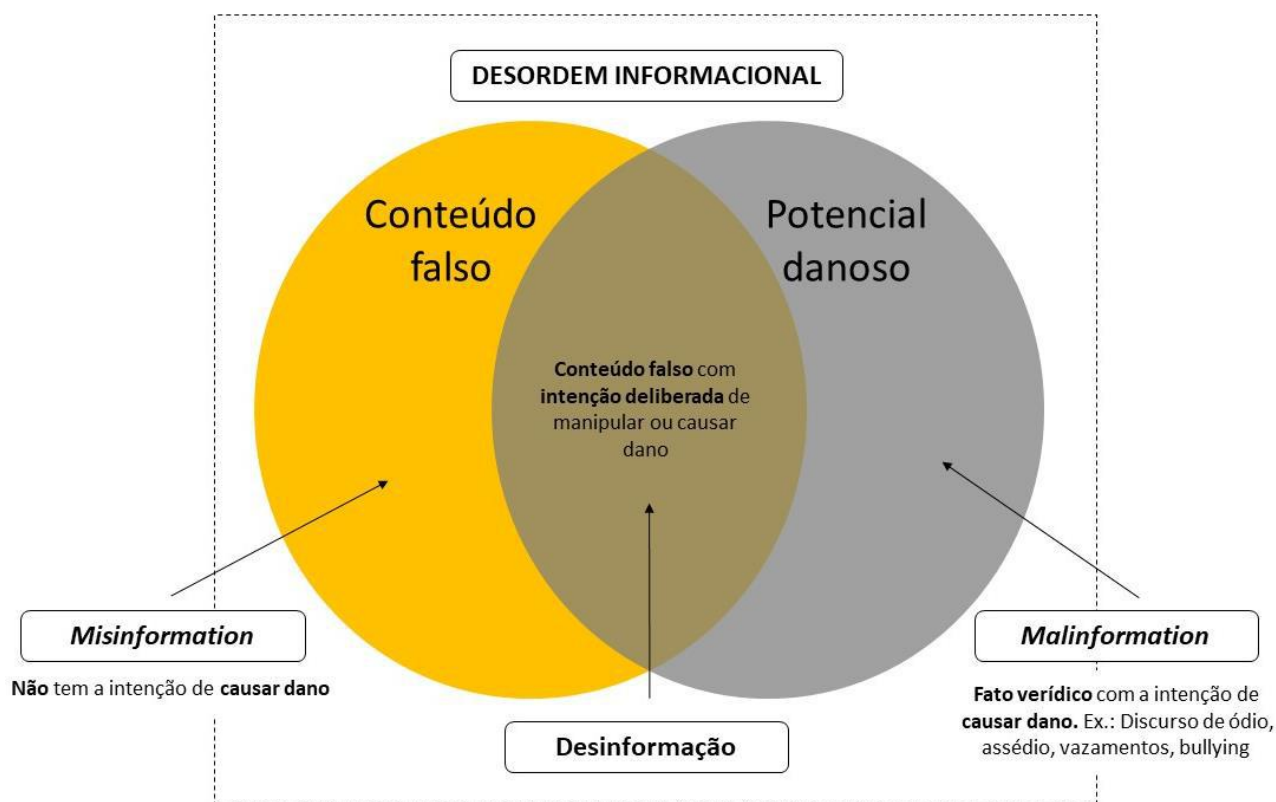 DESORDEM INFORMACIONAL
Conteúdo
falso
Potencial
danoso
Conteúdo falso com
intenção deliberada de
manipular ou causar
dano
Misinformation
Não tem a intenção de causar dano
Desinformação
Malinformation
Fato verídico com a intenção de
causar dano. Ex.: Discurso de ódio,
assédio, vazamentos, bullying